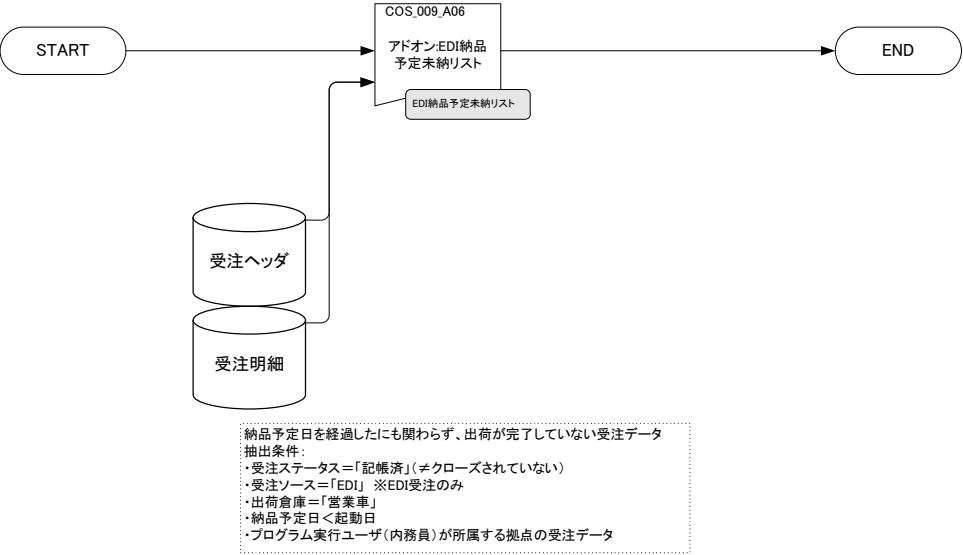 START
COS_009_A06
アドオン:EDI納品
予定未納リスト
EDI納品予定未納リスト
END
受注ヘッダ
受注明細
納品予定日を経過したにも関わらず、出荷が完了していない受注データ
抽出条件:
・受注ステータス=「記帳済」(≠クローズされていない)
・受注ソース=「EDI」 ※EDI受注のみ
・出荷倉庫=「営業車」
・納品予定日<起動日
・プログラム実行ユーザ(内務員)が所属する拠点の受注データ